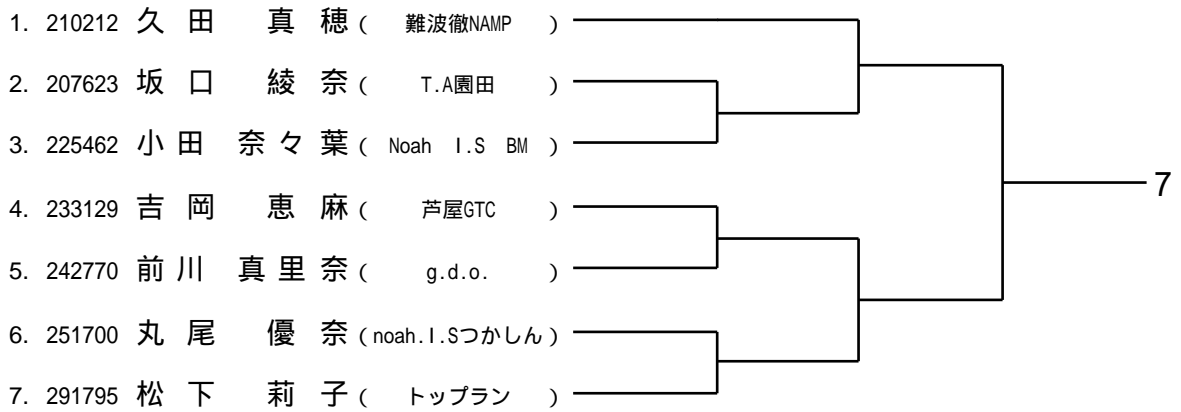 1. 210212 久田 真穂 ( 難波徹NAMP )
2. 207623 坂口 綾奈 ( T.A園田 )
3. 225462 小田 奈々葉 ( Noah I.S BM )
7
4. 233129 吉岡 恵麻 ( 芦屋GTC )
5. 242770 前川 真里奈 ( g.d.o. )
6. 251700 丸尾 優奈 (noah.I.Sつかしん)
7. 291795 松下 莉子 ( トップラン )